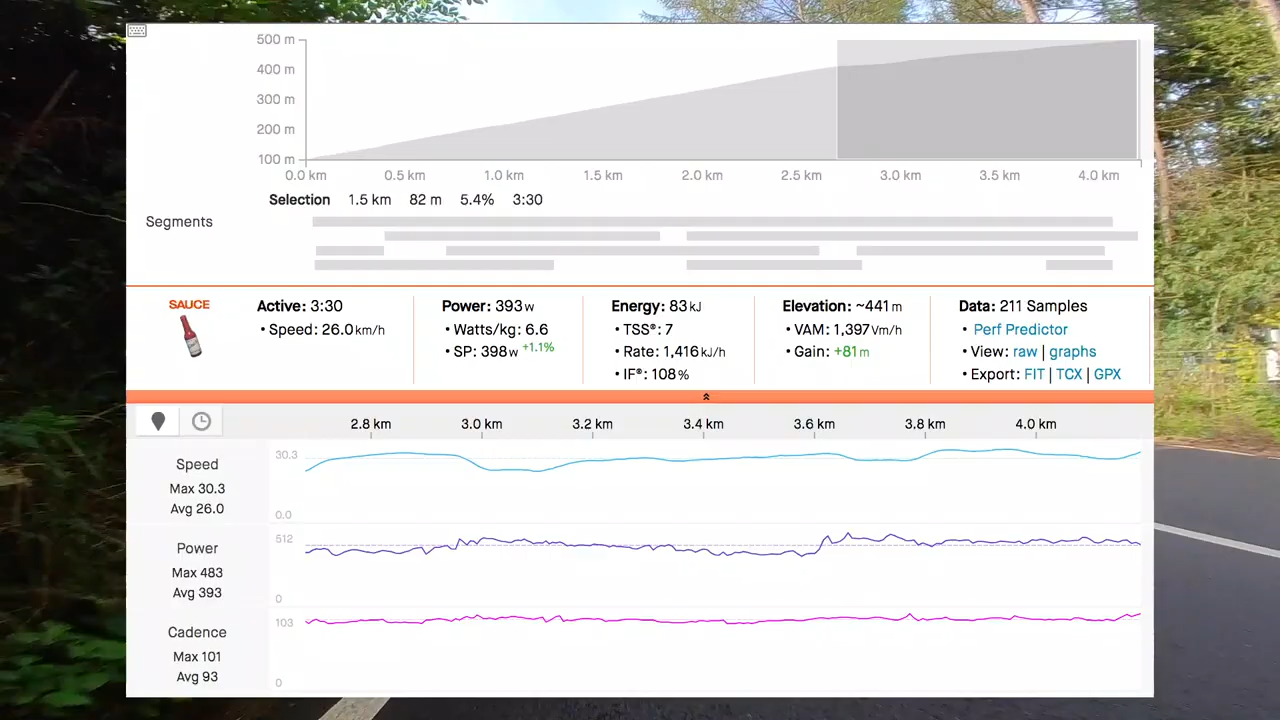 500 m
400 m
300 m
200 m
100 m
0.0 km 0.5 km 1.0 km 1.5 km 2.0 km 2.5 km 3.0 km 3.5 km 4.0 km
Selection 1.5 km 82 m 5.4% 3:30
Segments
SAUCE
Active: 3:30
• Speed: 26.0 km/h
Power: 393 w
• Watts/kg: 6.6
• SP: 398 w +1.1%
Energy: 83 kJ
• TSS®: 7
• Rate: 1,416 kJ/h
• IF®: 108 %
Elevation: ~441 m
• VAM: 1,397 Vm/h
• Gain: +81 m
Data: 211 Samples
• Perf Predictor
• View: raw | graphs
• Export: FIT | TCX | GPX
2.8 km 3.0 km 3.2 km 3.4 km 3.6 km 3.8 km 4.0 km
Speed
Max 30.3
Avg 26.0
30.3
0.0
Power
Max 483
Avg 393
512
0
Cadence
Max 101
Avg 93
103
0